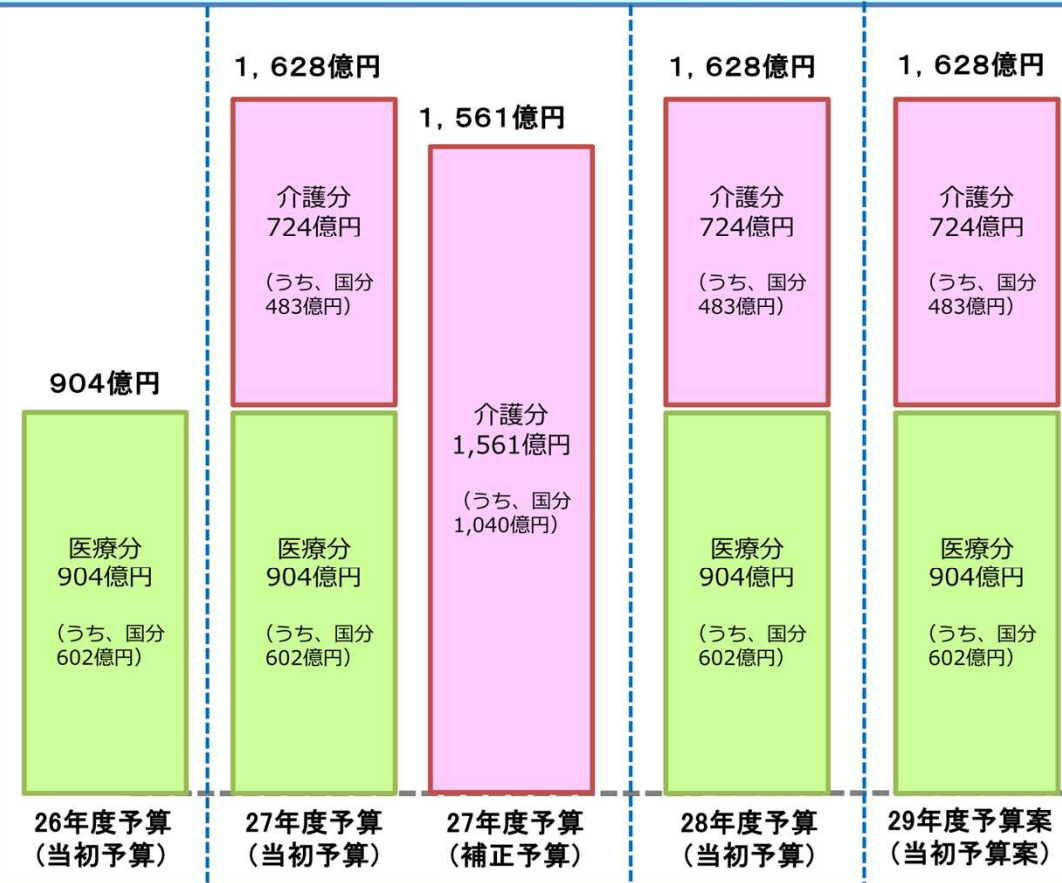 904億円
医療分
904億円
（うち、国分
602億円）
26年度予算
（当初予算）
1，628億円
介護分
724億円
（うち、国分
483億円）
医療分
904億円
（うち、国分
602億円）
27年度予算
（当初予算）
1，561億円
介護分
1,561億円
（うち、国分
1,040億円）
27年度予算
（補正予算）
1，628億円
介護分
724億円
（うち、国分
483億円）
医療分
904億円
（うち、国分
602億円）
28年度予算
（当初予算）
1，628億円
介護分
724億円
（うち、国分
483億円）
医療分
904億円
（うち、国分
602億円）
29年度予算案
（当初予算案）